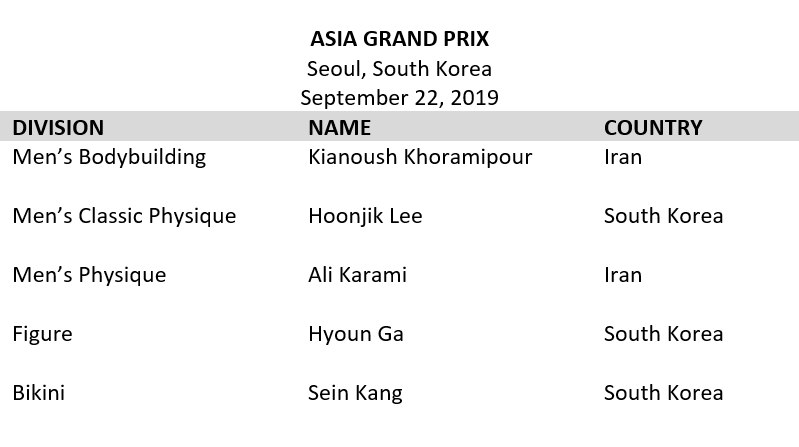 ASIA GRAND PRIX
Seoul, South Korea
September 22, 2019
DIVISION NAME COUNTRY
Men’s Bodybuilding Kianoush Khoramipour Iran
Men’s Classic Physique Hoonjik Lee South Korea
Men’s Physique Ali Karami Iran
Figure Hyoun Ga South Korea
Bikini Sein Kang South Korea